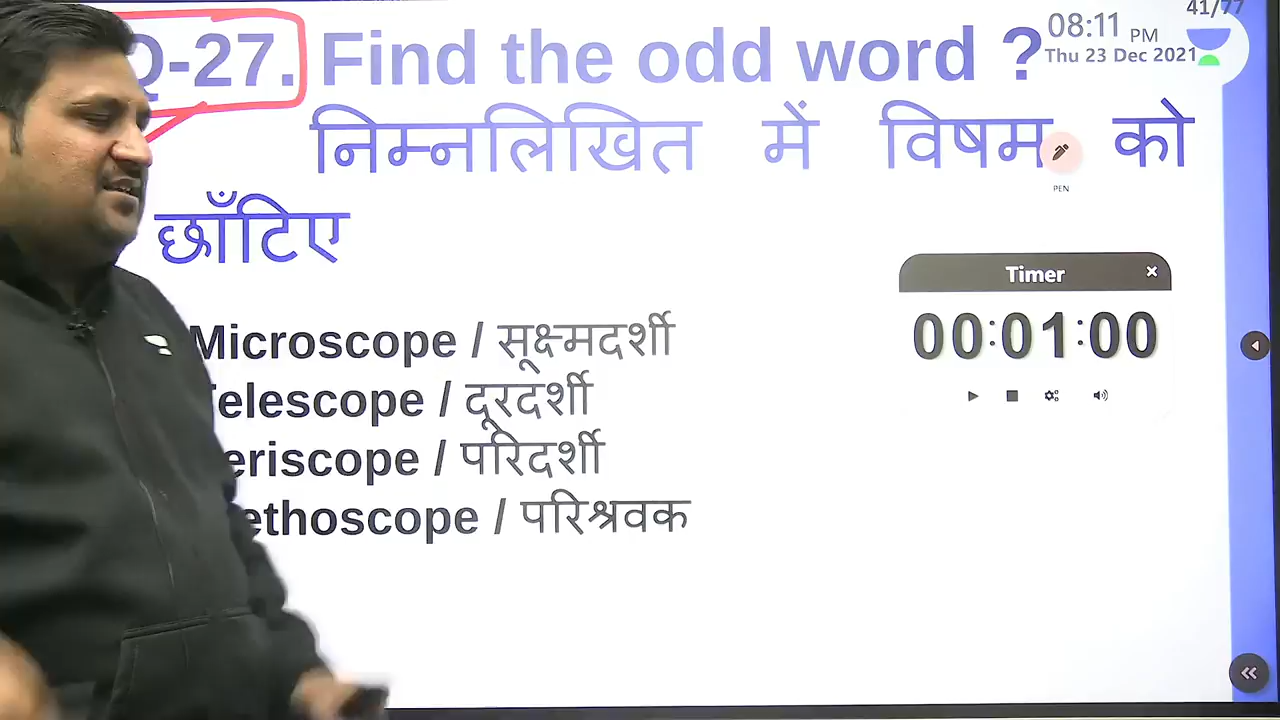 Q-27. Find the odd word ?
निम्नलिखित में विषम को
छाँटिए
Microscope / सूक्ष्मदर्शी
Telescope / दूरदर्शी
eriscope / परिदर्शी
ethoscope / परिश्रवक
41/77
08:11 PM
Thu 23 Dec 2021
PEN
Timer
00:01:00